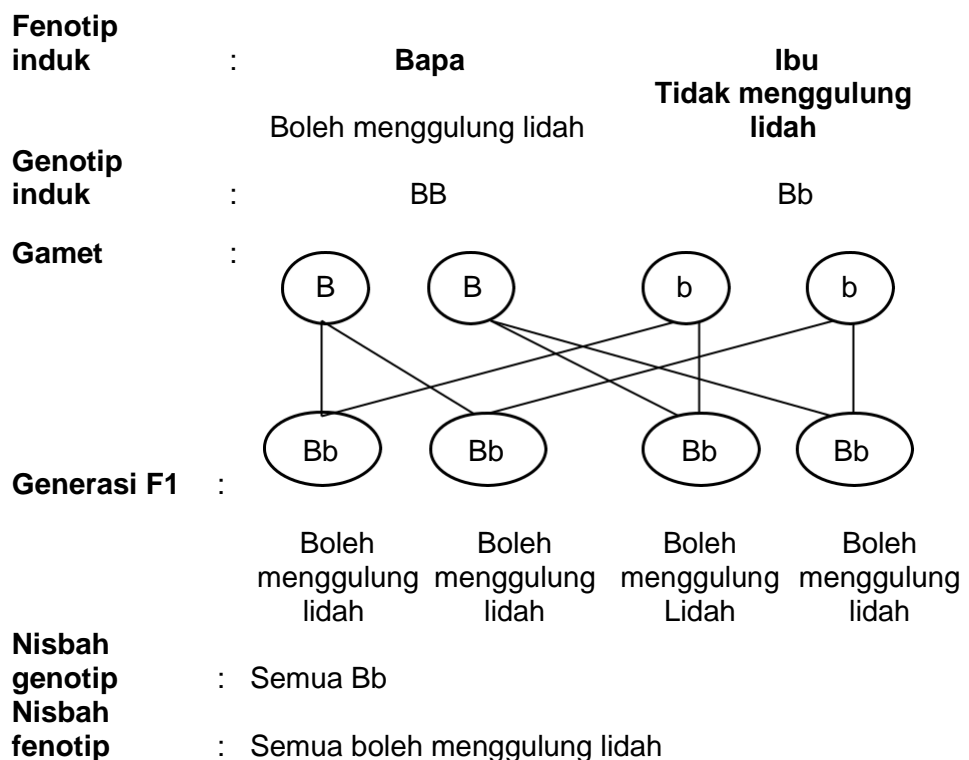 Fenotip
induk : Bapa Ibu
Tidak menggulung
Boleh menggulung lidah lidah
Genotip
induk : BB Bb
Gamet :
B B b b
Bb Bb Bb Bb
Generasi F1 :
Boleh Boleh Boleh Boleh
menggulung menggulung menggulung menggulung
lidah lidah Lidah lidah
Nisbah
genotip : Semua Bb
Nisbah
fenotip : Semua boleh menggulung lidah